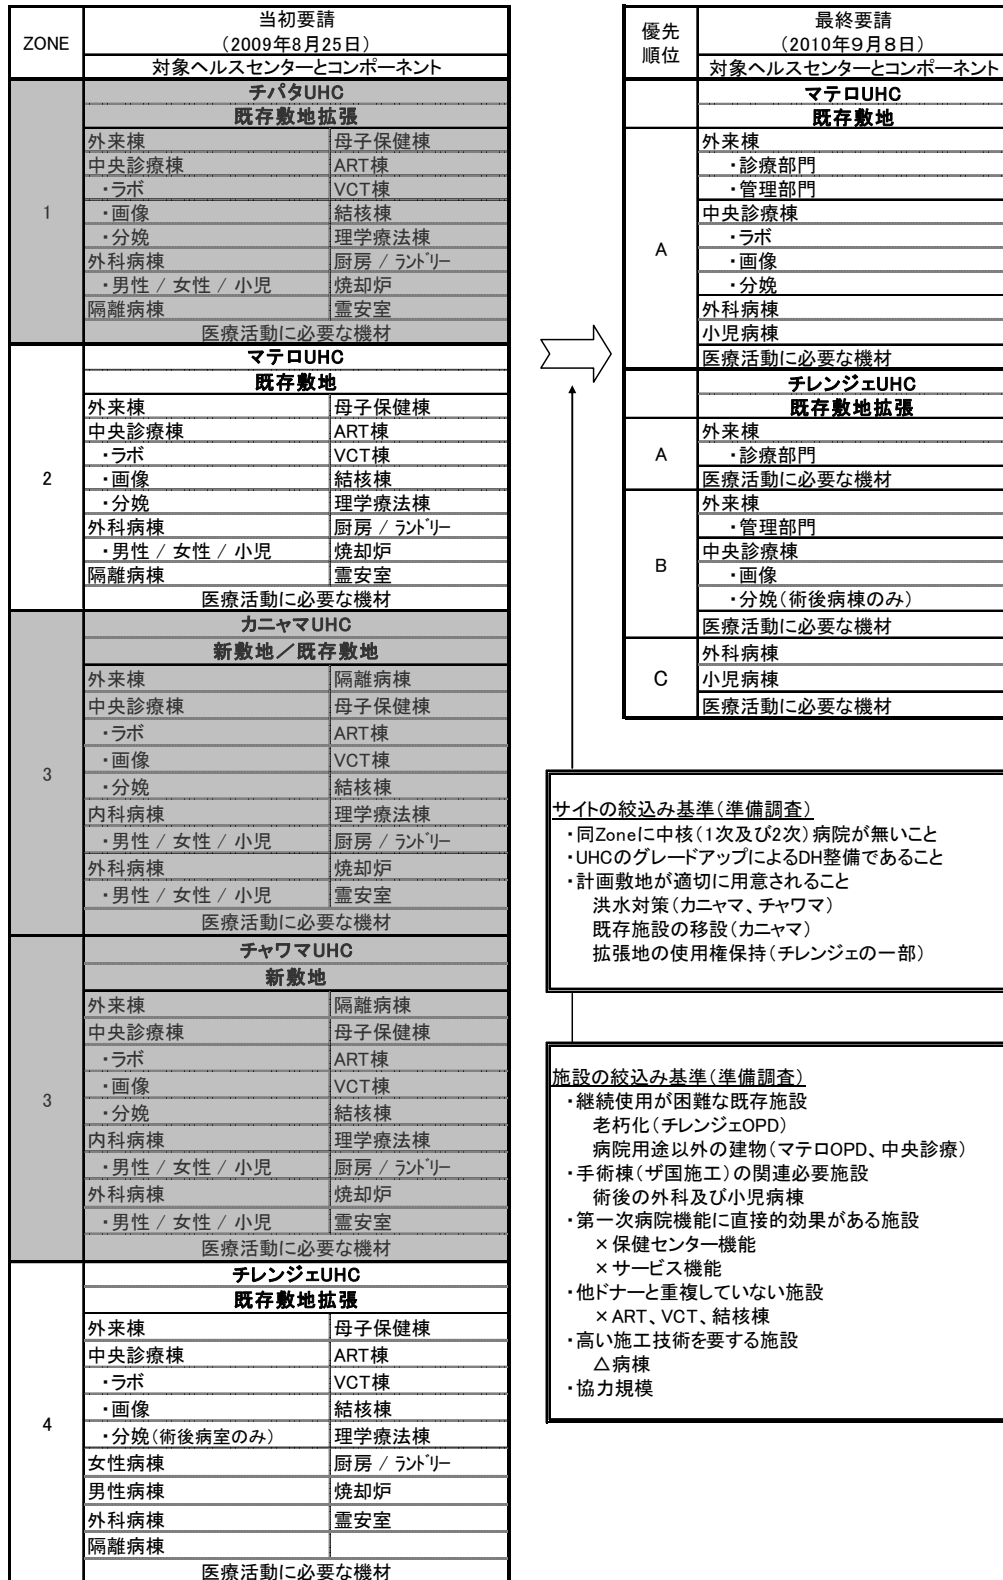 ZONE
当初要請
(2009年8月25日)
対象ヘルスセンターとコンポーネント
1
チパタUHC
既存敷地拡張
外来棟 母子保健棟
中央診療棟 ART棟
・ラボ VCT棟
・画像 結核棟
・分娩 理学療法棟
外科病棟 厨房 / ランドリー
・男性 / 女性 / 小児 焼却炉
隔離病棟 霊安室
医療活動に必要な機材
2
マテロUHC
既存敷地
外来棟 母子保健棟
中央診療棟 ART棟
・ラボ VCT棟
・画像 結核棟
・分娩 理学療法棟
外科病棟 厨房 / ランドリー
・男性 / 女性 / 小児 焼却炉
隔離病棟 霊安室
医療活動に必要な機材
3
カニャマUHC
新敷地/既存敷地
外来棟 隔離病棟
中央診療棟 母子保健棟
・ラボ ART棟
・画像 VCT棟
・分娩 結核棟
内科病棟 理学療法棟
・男性 / 女性 / 小児 厨房 / ランドリー
外科病棟 焼却炉
・男性 / 女性 / 小児 霊安室
医療活動に必要な機材
3
チャワマUHC
新敷地
外来棟 隔離病棟
中央診療棟 母子保健棟
・ラボ ART棟
・画像 VCT棟
・分娩 結核棟
内科病棟 理学療法棟
・男性 / 女性 / 小児 厨房 / ランドリー
外科病棟 焼却炉
・男性 / 女性 / 小児 霊安室
医療活動に必要な機材
4
チレンジェUHC
既存敷地拡張
外来棟 母子保健棟
中央診療棟 ART棟
・ラボ VCT棟
・画像 結核棟
・分娩(術後病室のみ) 理学療法棟
女性病棟 厨房 / ランドリー
男性病棟 焼却炉
外科病棟 霊安室
隔離病棟
医療活動に必要な機材
優先
順位
最終要請
(2010年9月8日)
対象ヘルスセンターとコンポーネント
マテロUHC
既存敷地
A
外来棟
・診療部門
・管理部門
中央診療棟
・ラボ
・画像
・分娩
外科病棟
小児病棟
医療活動に必要な機材
チレンジェUHC
既存敷地拡張
A
外来棟
・診療部門
医療活動に必要な機材
B
外来棟
・管理部門
中央診療棟
・画像
・分娩(術後病棟のみ)
医療活動に必要な機材
C
外科病棟
小児病棟
医療活動に必要な機材
サイトの絞込み基準(準備調査)
・同Zoneに中核(1次及び2次)病院が無いこと
・UHCのグレードアップによるDH整備であること
・計画敷地が適切に用意されること
洪水対策(カニャマ、チャワマ)
既存施設の移設(カニャマ)
拡張地の使用権保持(チレンジェの一部)
施設の絞込み基準(準備調査)
・継続使用が困難な既存施設
老朽化(チレンジェOPD)
病院用途以外の建物(マテロOPD、中央診療)
・手術棟(ザ国施工)の関連必要施設
術後の外科及び小児病棟
・第一次病院機能に直接的効果がある施設
×保健センター機能
×サービス機能
・他ドナーと重複していない施設
×ART、VCT、結核棟
・高い施工技術を要する施設
△病棟
・協力規模